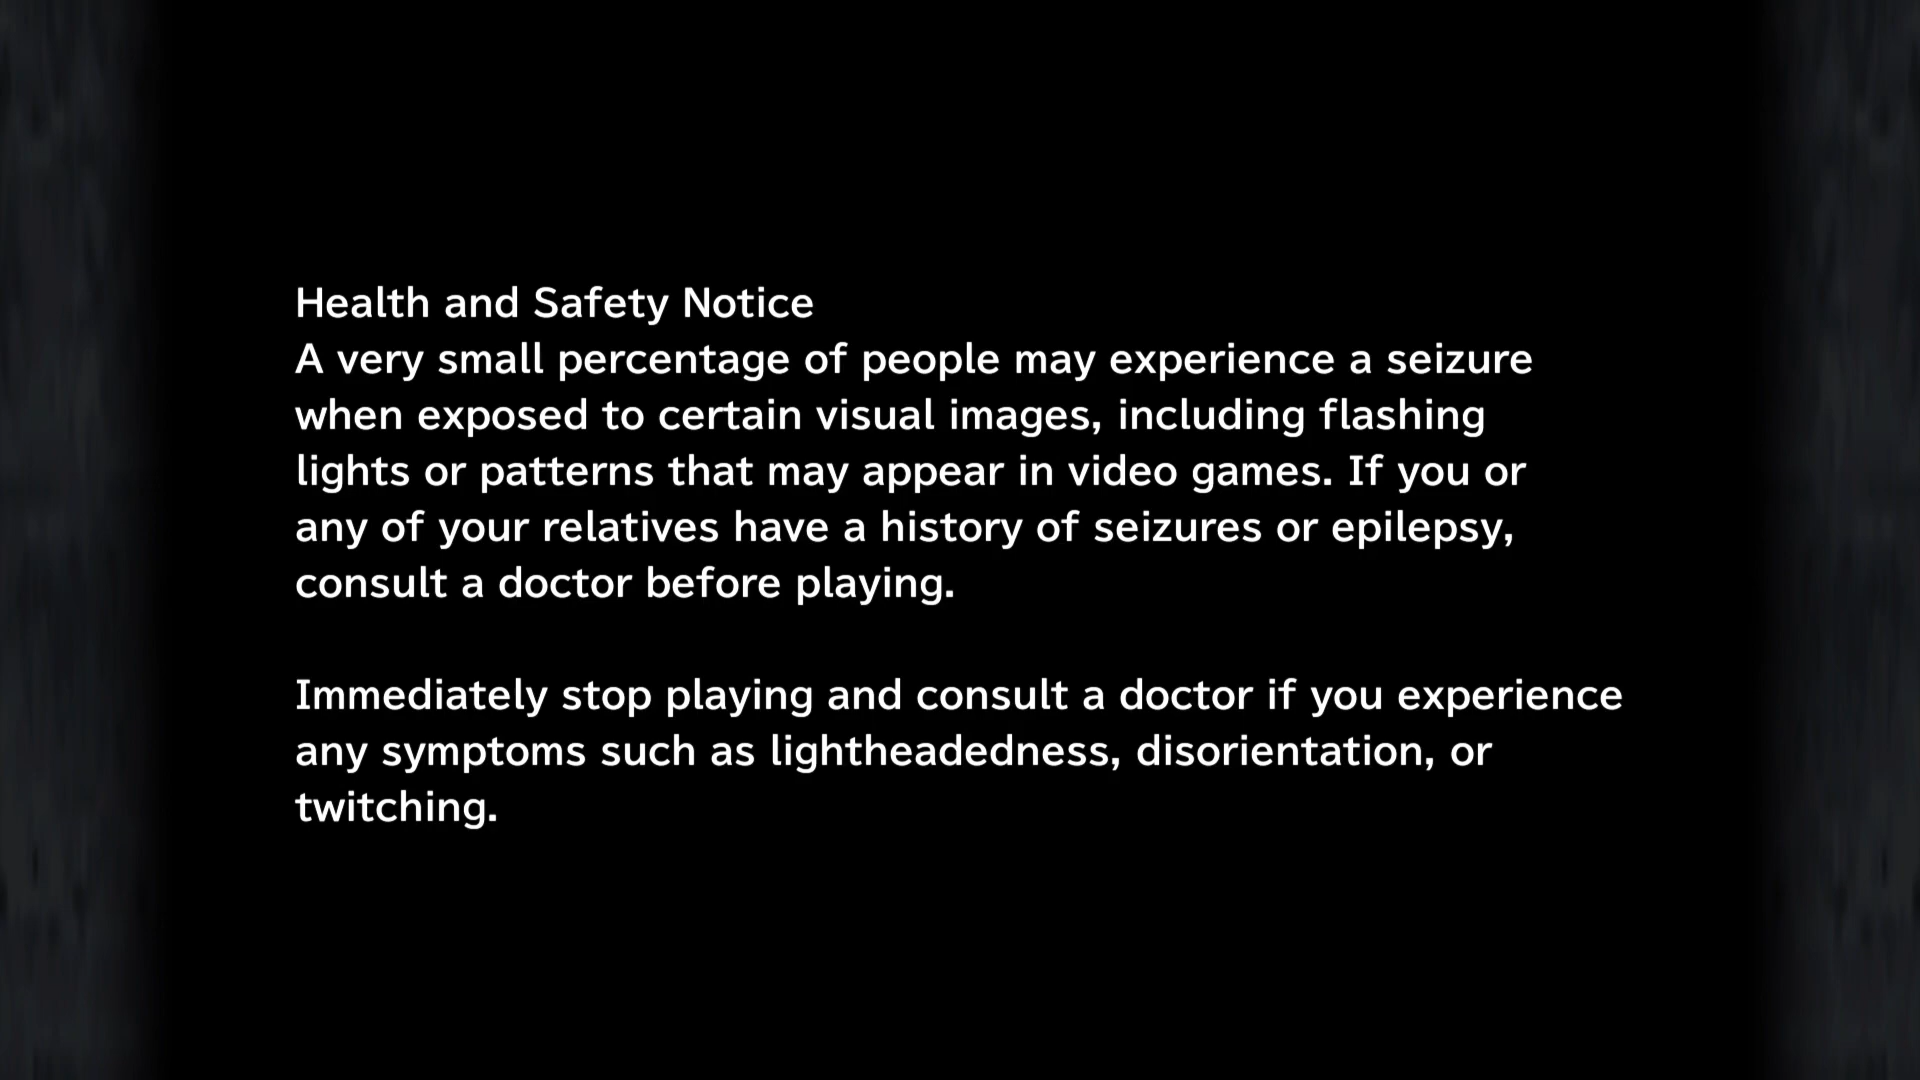 Health and Safety Notice
A very small percentage of people may experience a seizure
when exposed to certain visual images, including flashing
lights or patterns that may appear in video games. If you or
any of your relatives have a history of seizures or epilepsy,
consult a doctor before playing.
Immediately stop playing and consult a doctor if you experience
any symptoms such as lightheadedness, disorientation, or
twitching.